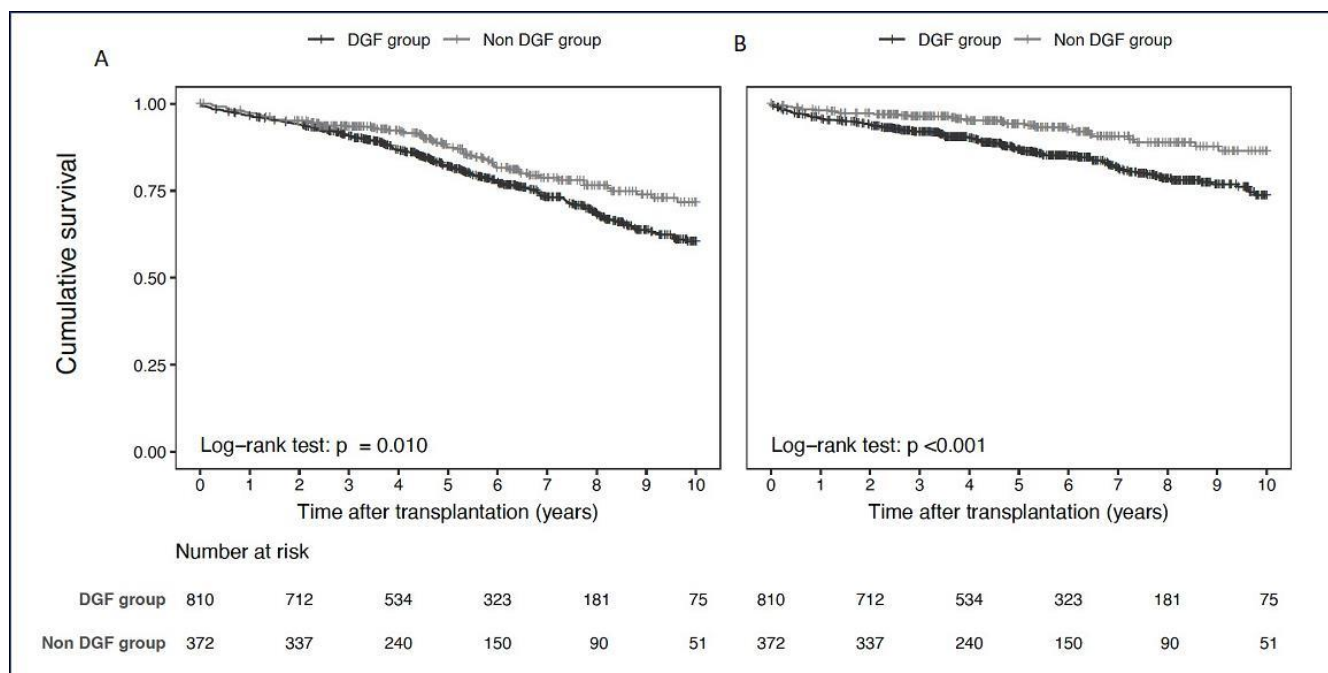 A
DGF group Non DGF group
B
DGF group Non DGF group
Cumulative survival
1.00
0.75
0.50
0.25
0.00
Log-rank test: p = 0.010
Log-rank test: p <0.001
0 1 2 3 4 5 6 7 8 9 10
0 1 2 3 4 5 6 7 8 9 10
Time after transplantation (years)
Time after transplantation (years)
Number at risk
DGF group 810 712 534 323 181 75 810 712 534 323 181 75
Non DGF group 372 337 240 150 90 51 372 337 240 150 90 51